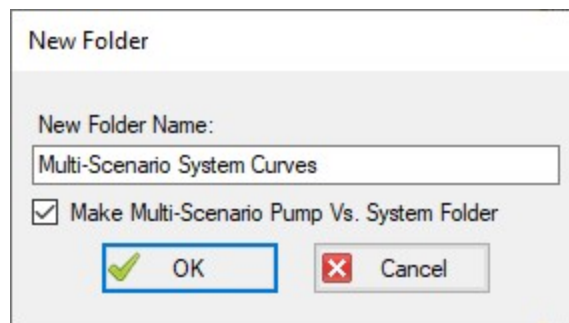 New Folder
New Folder Name:
Multi-Scenario System Curves
Make Multi-Scenario Pump Vs. System Folder
OK Cancel